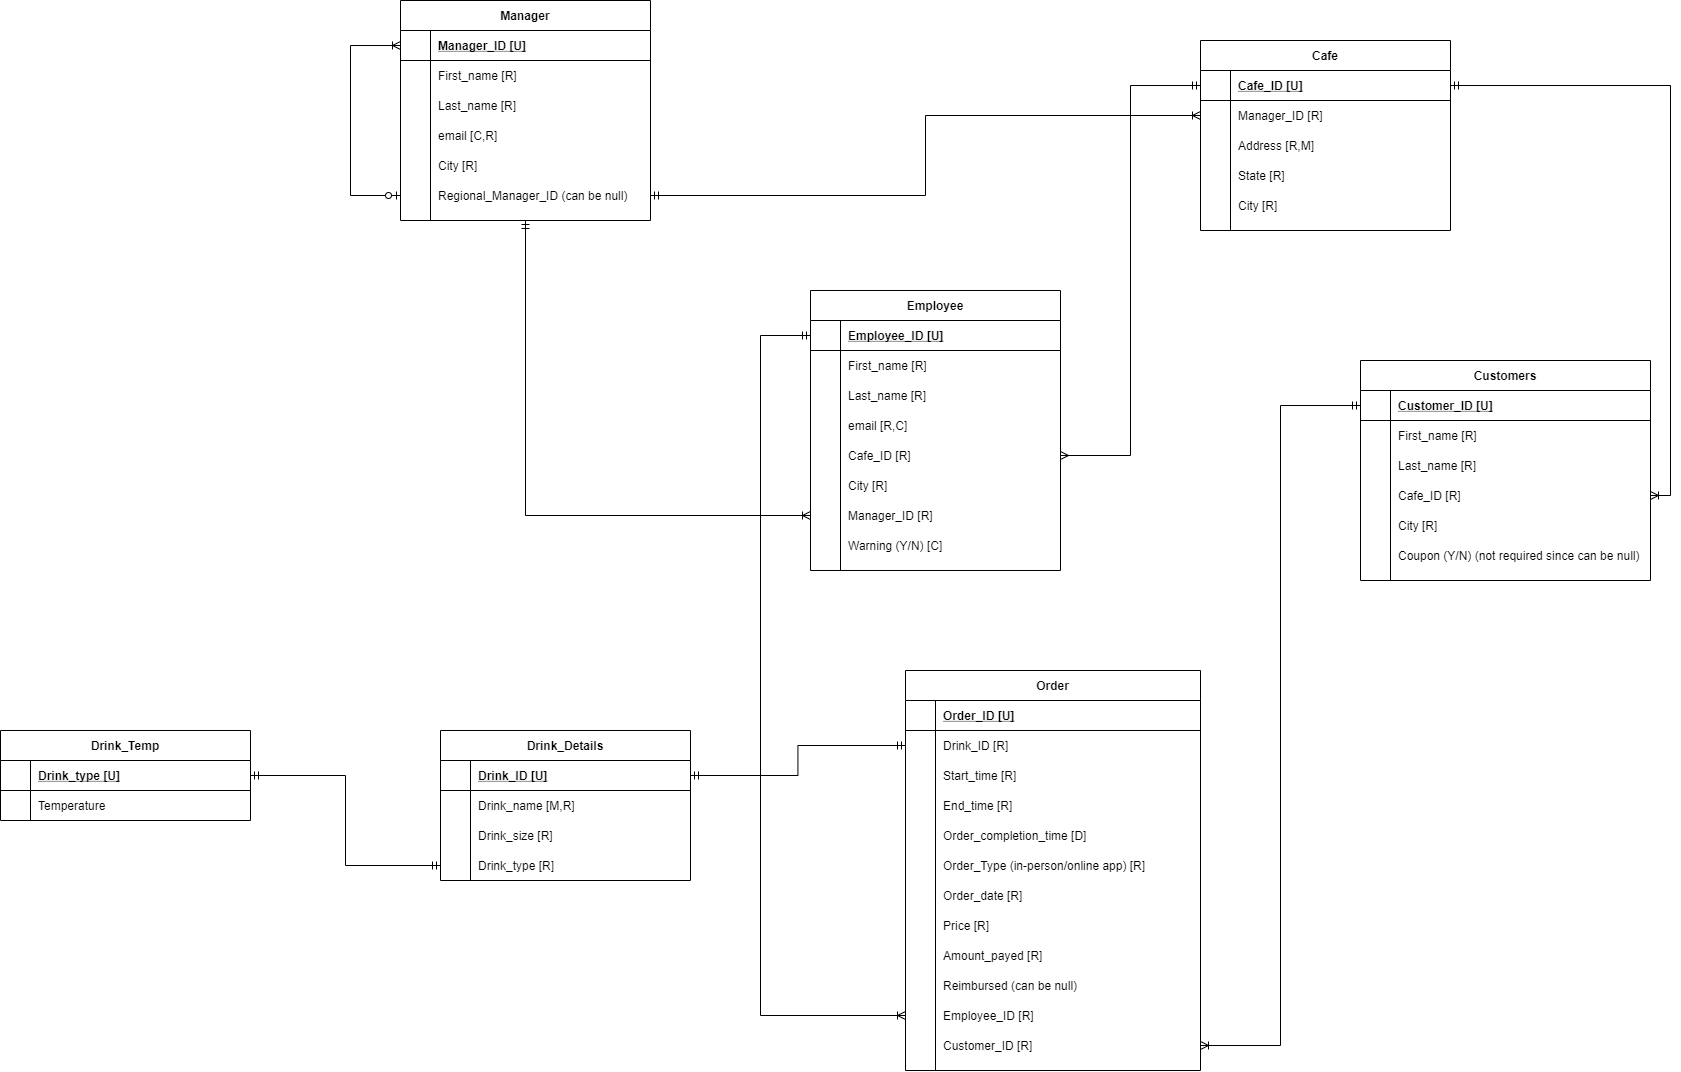 Manager
Manager_ID [U]
First_name [R]
Last_name [R]
email [C,R]
City [R]
Regional_Manager_ID (can be null)
Cafe
Cafe_ID [U]
Manager_ID [R]
Address [R,M]
State [R]
City [R]
Employee
Employee_ID [U]
First_name [R]
Last_name [R]
email [R,C]
Cafe_ID [R]
City [R]
Manager_ID [R]
Warning (Y/N) [C]
Customers
Customer_ID [U]
First_name [R]
Last_name [R]
Cafe_ID [R]
City [R]
Coupon (Y/N) (not required since can be null)
Drink_Temp
Drink_type [U]
Temperature
Drink_Details
Drink_ID [U]
Drink_name [M,R]
Drink_size [R]
Drink_type [R]
Order
Order_ID [U]
Drink_ID [R]
Start_time [R]
End_time [R]
Order_completion_time [D]
Order_Type (in-person/online app) [R]
Order_date [R]
Price [R]
Amount_payed [R]
Reimbursed (can be null)
Employee_ID [R]
Customer_ID [R]